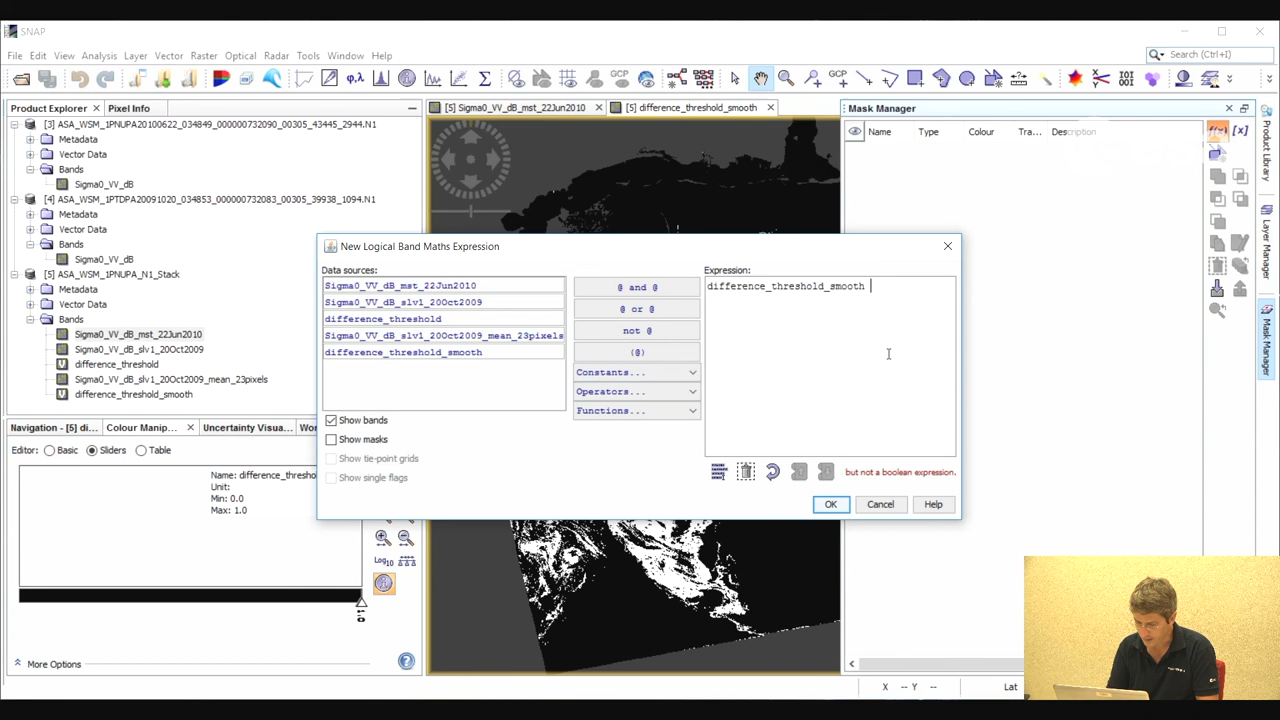 SNAP
File Edit View Analysis Layer Vector Raster Optical Radar Tools Window Help
Search (Ctrl+I)
GCP
GCP
Product Explorer
Pixel Info
[5] Sigma0_VV_dB_mst_22Jun2010
[5] difference_threshold_smooth
Mask Manager
[3] ASA_WSM_1PNUPA20100622_034849_000000732090_00305_43445_2944.N1
Metadata
Vector Data
Bands
Sigma0_VV_dB
[4] ASA_WSM_1PTDPA20091020_034853_000000732083_00305_39938_1094.N1
Metadata
Vector Data
Bands
Sigma0_VV_dB
[5] ASA_WSM_1PNUPA_N1_Stack
Metadata
Vector Data
Bands
Sigma0_VV_dB_mst_22Jun2010
Sigma0_VV_dB_slv1_20Oct2009
difference_threshold
Sigma0_VV_dB_slv1_20Oct2009_mean_23pixels
difference_threshold_smooth
Name Type Colour Tra... Description
Product Library
Layer Manager
Mask Manager
New Logical Band Maths Expression
Data sources:
Sigma0_VV_dB_mst_22Jun2010
Sigma0_VV_dB_slv1_20Oct2009
difference_threshold
Sigma0_VV_dB_slv1_20Oct2009_mean_23pixels
difference_threshold_smooth
@ and @
@ or @
not @
(@)
Constants...
Operators...
Functions...
Expression:
difference_threshold_smooth
Show bands
Show masks
Show tie-point grids
Show single flags
but not a boolean expression.
OK
Cancel
Help
Navigation - [5] di...
Colour Manip...
Uncertainty Visua...
Wo
Editor: Basic Sliders Table
Name: difference_thresho
Unit:
Min: 0.0
Max: 1.0
Log10
1.0
More Options
X -- Y --
Lat